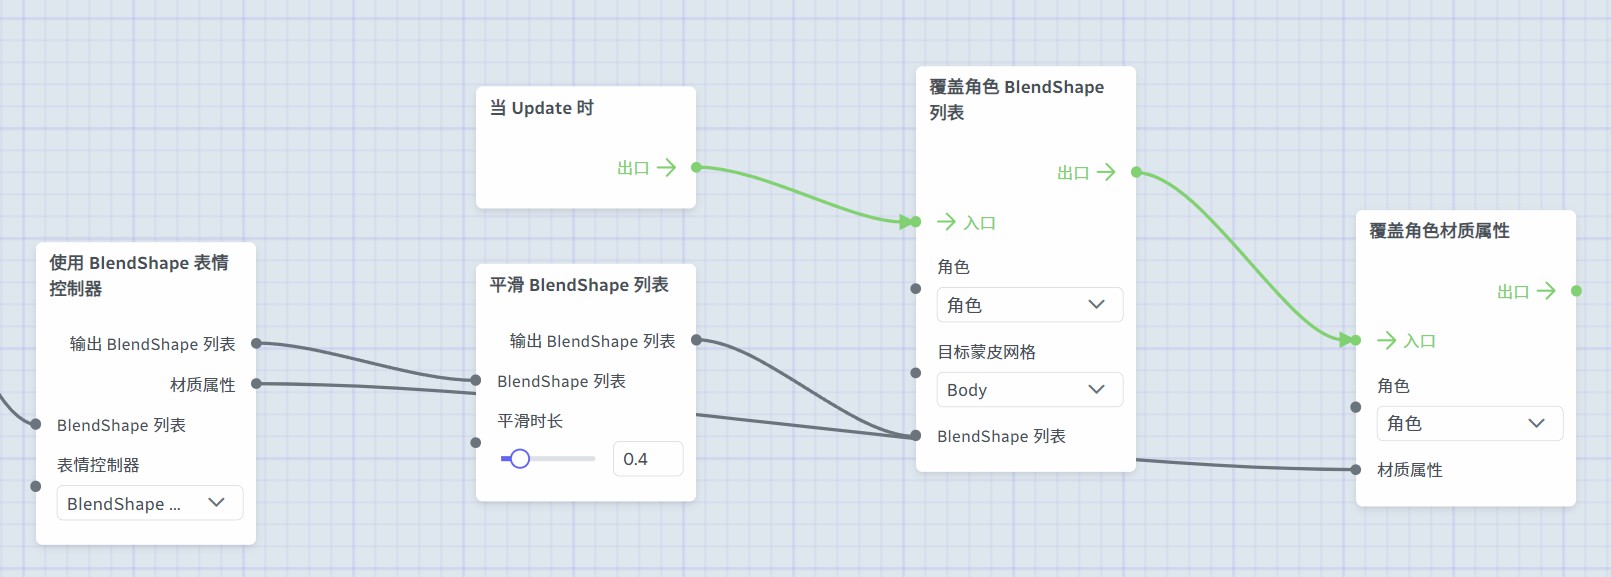 使用 BlendShape 表情
控制器
输出 BlendShape 列表
材质属性
BlendShape 列表
表情控制器
BlendShape ...
当 Update 时
出口
平滑 BlendShape 列表
输出 BlendShape 列表
BlendShape 列表
平滑时长
0.4
覆盖角色 BlendShape
列表
出口
入口
角色
角色
目标蒙皮网格
Body
BlendShape 列表
覆盖角色材质属性
出口
入口
角色
角色
材质属性